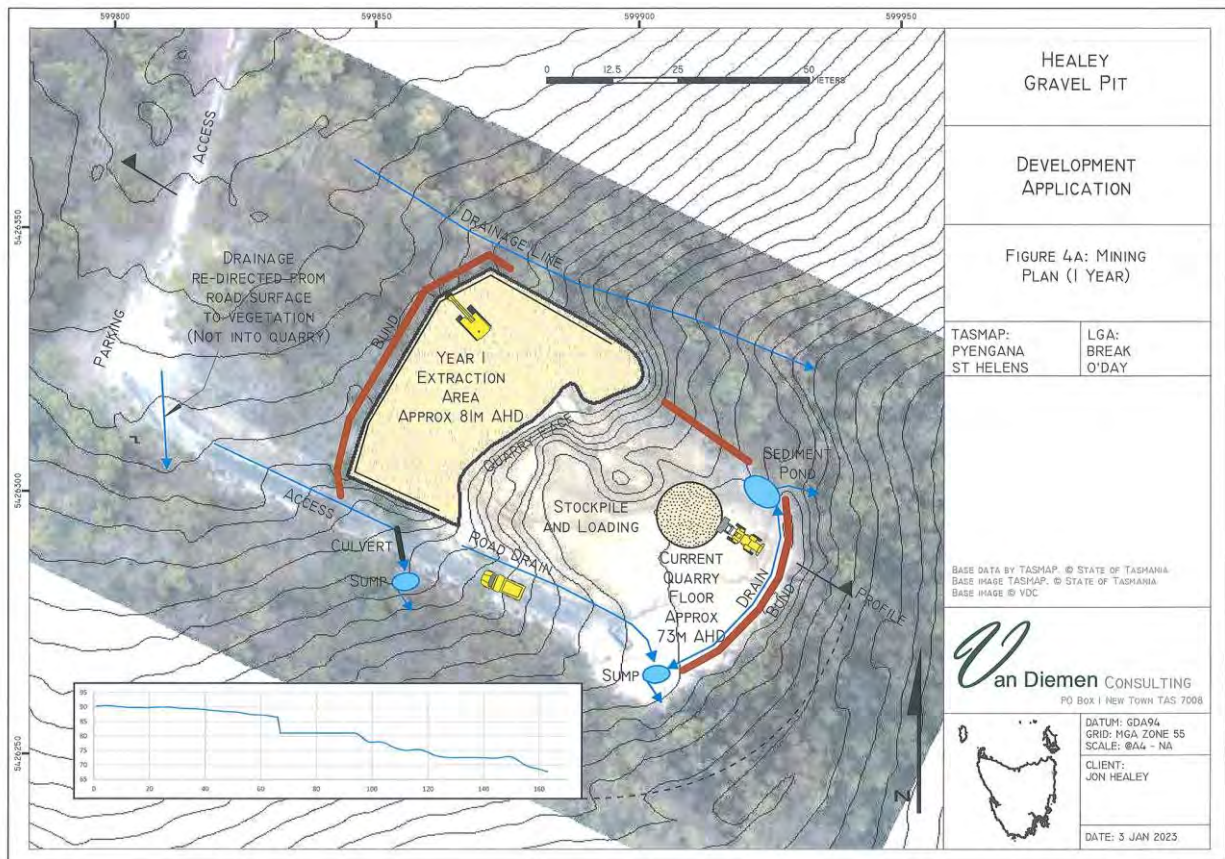 599800
599850
599900
599950
5426350
5426300
5426250
0
12.5
25
50
METERS
ACCESS
DRAINAGE LINE
DRAINAGE
RE-DIRECTED FROM
ROAD SURFACE
TO VEGETATION
(NOT INTO QUARRY)
PARKING
BUND
YEAR 1
EXTRACTION
AREA
APPROX 81M AHD
QUARRY FACE
SEDIMENT
POND
STOCKPILE
AND LOADING
ACCESS
CULVERT
SUMP
ROAD DRAIN
CURRENT
QUARRY
FLOOR
APPROX
73M AHD
DRAIN
BUND
PROFILE
SUMP
95
90
85
80
75
70
65
0
20
40
60
80
100
120
140
160
N
HEALEY
GRAVEL PIT
DEVELOPMENT
APPLICATION
FIGURE 4A: MINING
PLAN (1 YEAR)
TASMAP:
PYENGANA
ST HELENS
LGA:
BREAK
O'DAY
BASE DATA BY TASMAP. © STATE OF TASMANIA
BASE IMAGE TASMAP. © STATE OF TASMANIA
BASE IMAGE © VDC
Van Diemen CONSULTING
PO BOX 1 NEW TOWN TAS 7008
DATUM: GDA94
GRID: MGA ZONE 55
SCALE: @A4 - NA
CLIENT:
JON HEALEY
DATE: 3 JAN 2023